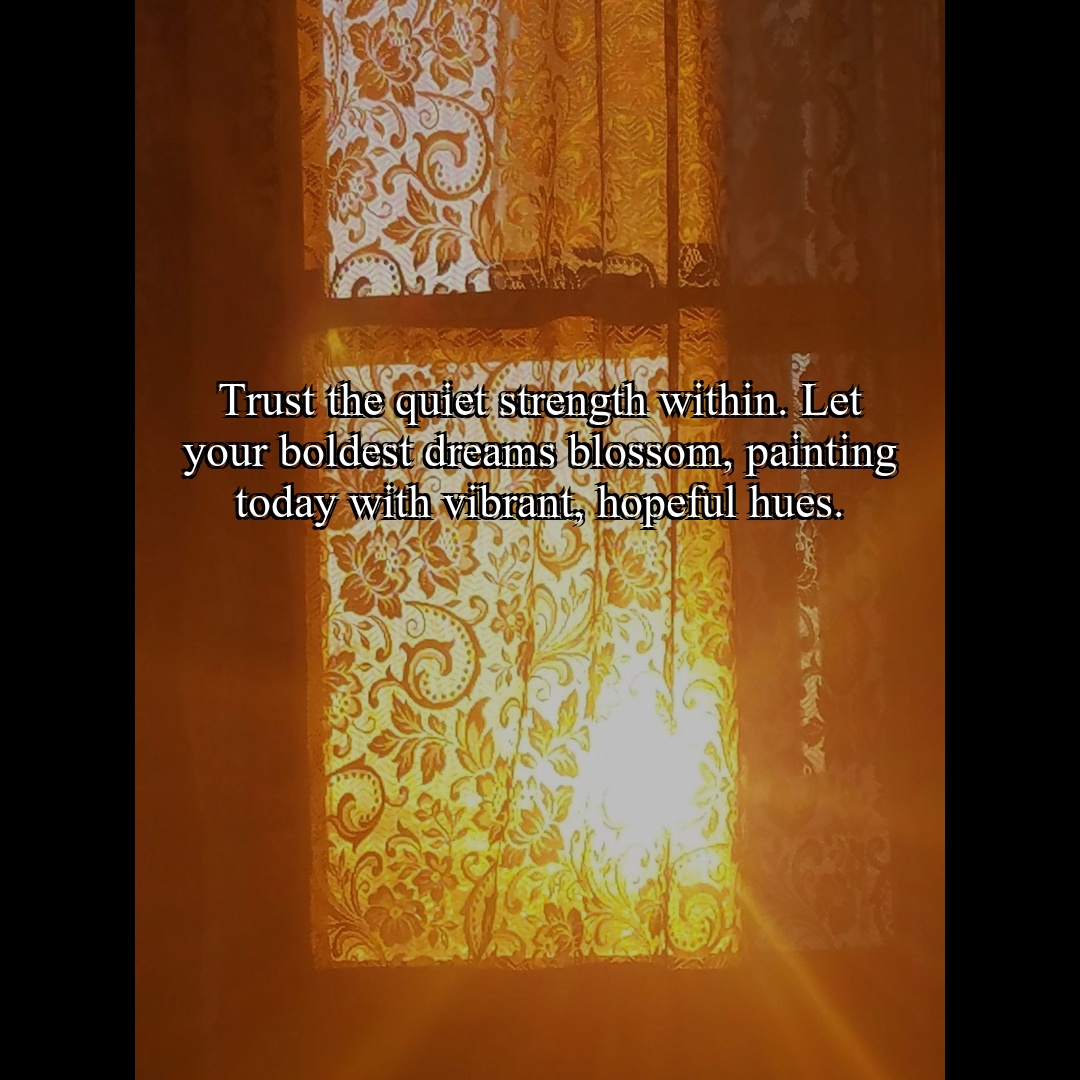 Trust the quiet strength within. Let
your boldest dreams blossom, painting
today with vibrant, hopeful hues.